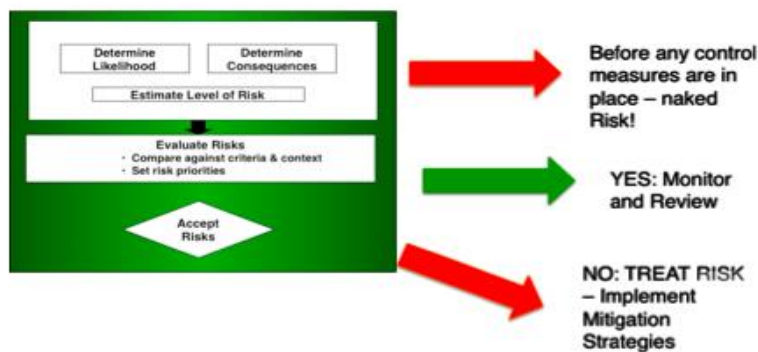 Determine
Likelihood
Determine
Consequences
Estimate Level of Risk
Evaluate Risks
• Compare against criteria & context
• Set risk priorities
Accept
Risks
Before any control
measures are in
place – naked
Risk!
YES: Monitor
and Review
NO: TREAT RISK
– Implement
Mitigation
Strategies